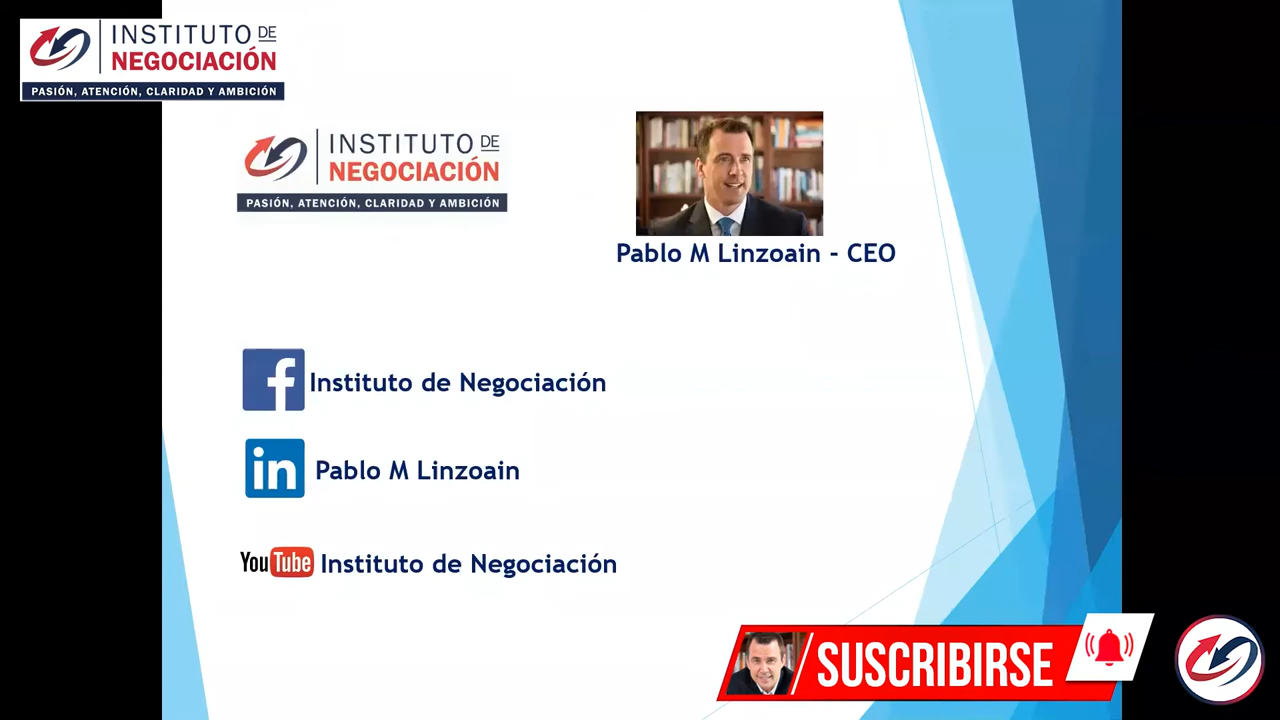 INSTITUTO DE
NEGOCIACIÓN
PASIÓN, ATENCIÓN, CLARIDAD Y AMBICIÓN
INSTITUTO DE
NEGOCIACIÓN
PASIÓN, ATENCIÓN, CLARIDAD Y AMBICIÓN
Pablo M Linzoain - CEO
f Instituto de Negociación
in Pablo M Linzoain
YouTube Instituto de Negociación
SUSCRIBIRSE